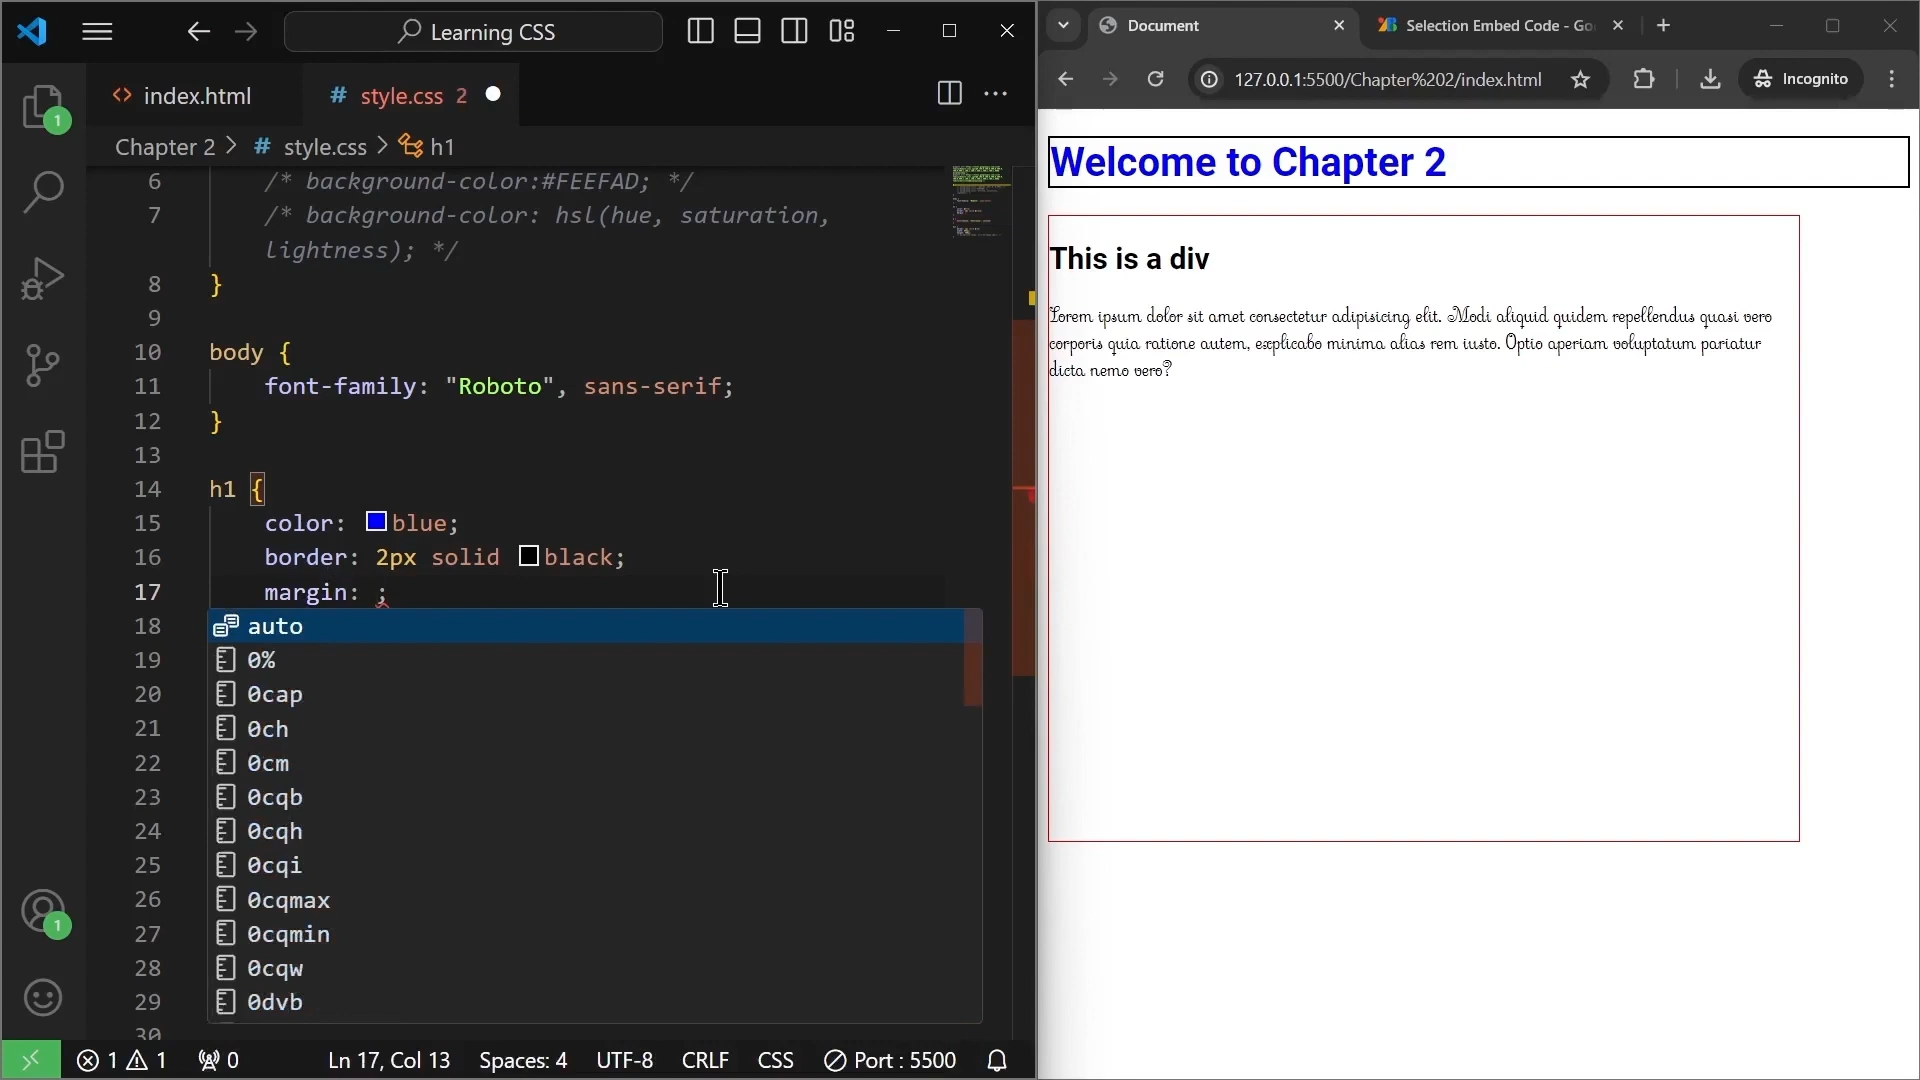 Learning CSS
index.html
# style.css 2
Chapter 2 > # style.css > h1
6 /* background-color:#FEEFAD; */
7 /* background-color: hsl(hue, saturation,
lightness); */
8 }
9
10 body {
11 font-family: "Roboto", sans-serif;
12 }
13
14 h1 {
15 color: blue;
16 border: 2px solid black;
17 margin: ;
18 auto
19 0%
20 0cap
21 0ch
22 0cm
23 0cqb
24 0cqh
25 0cqi
26 0cqmax
27 0cqmin
28 0cqw
29 0dvb
30
1
1
1 1 0 Ln 17, Col 13 Spaces: 4 UTF-8 CRLF CSS Port : 5500
Document
Selection Embed Code - Go
127.0.0.1:5500/Chapter%202/index.html
Incognito
Welcome to Chapter 2
This is a div
Lorem ipsum dolor sit amet consectetur adipisicing elit. Modi aliquid quidem repellendus quasi vero
corporis quia ratione autem, explicabo minima alias rem iusto. Optio aperiam voluptatum pariatur
dicta nemo vero?